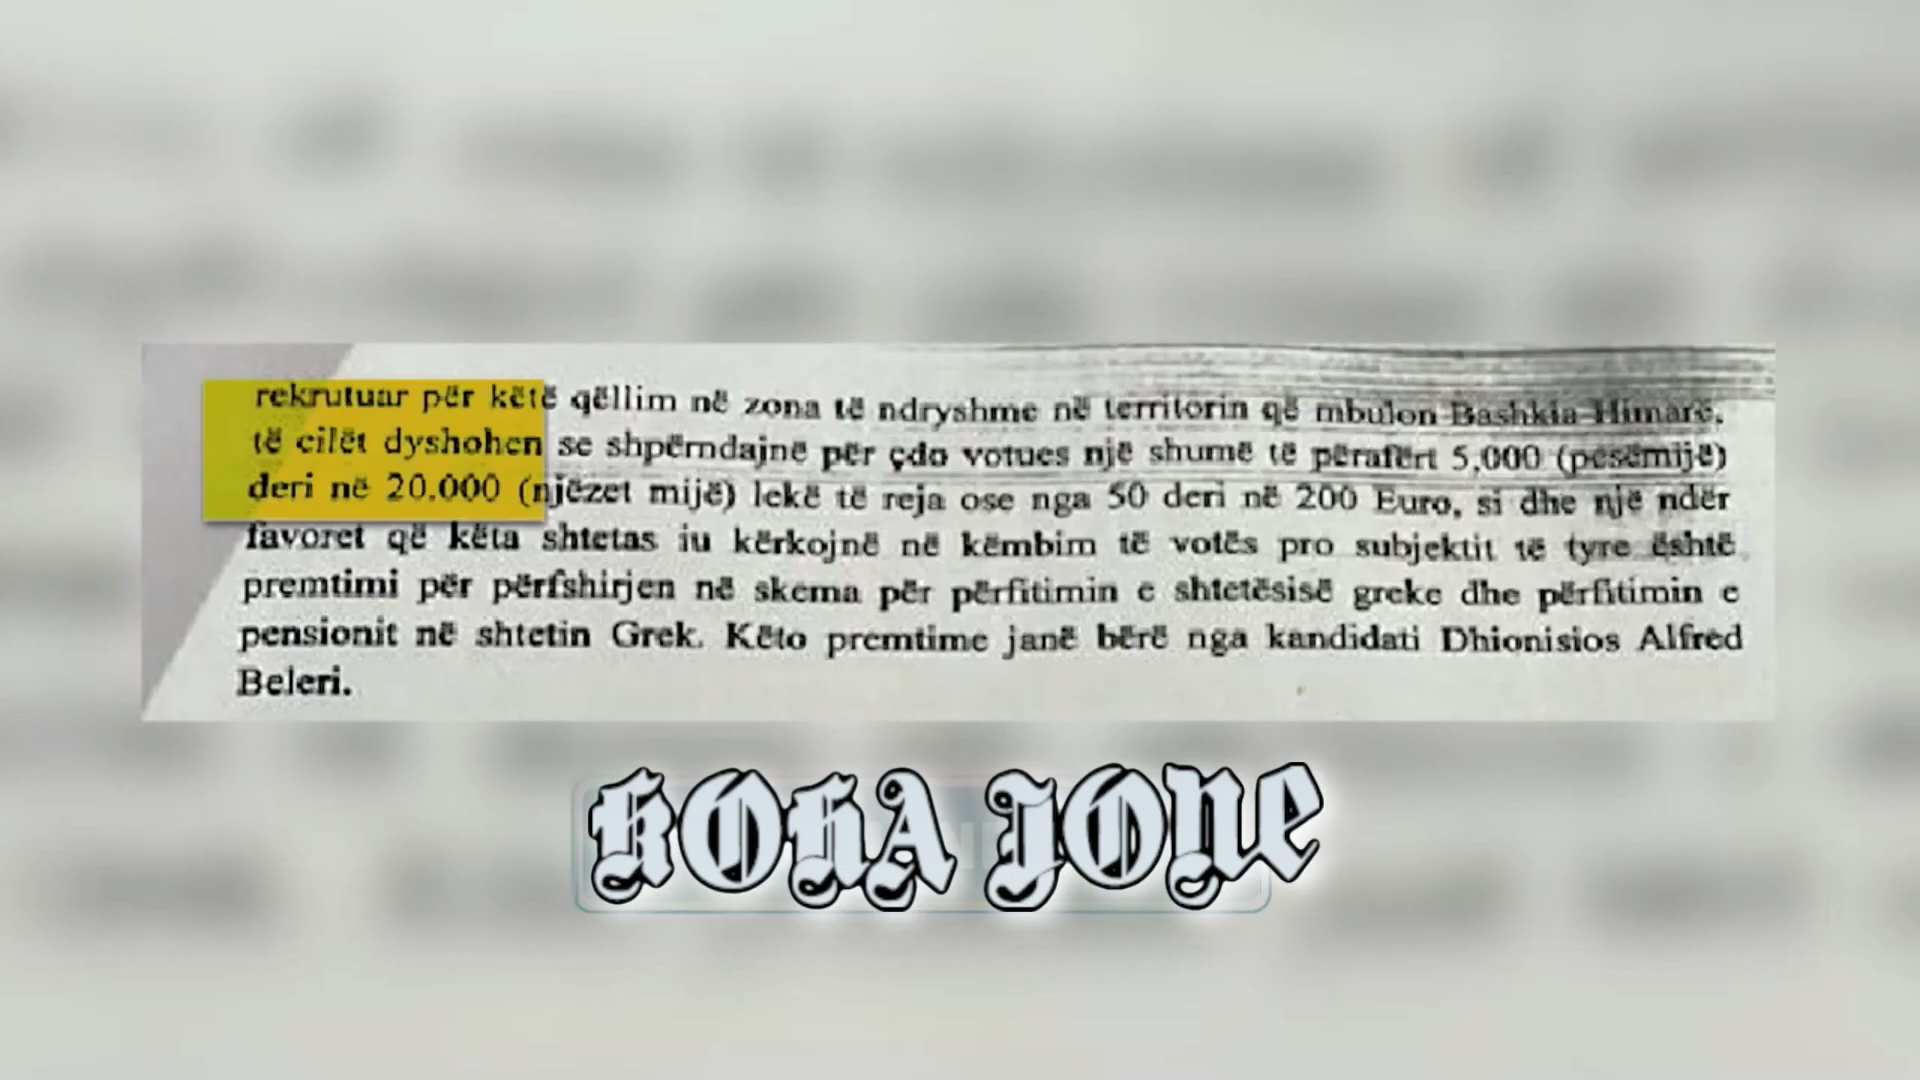 rekrutuar për këtë qëllim në zona të ndryshme në territorin që mbulon Bashkia Himarë,
të cilët dyshohen se shpërndajnë për çdo votues një shumë të përafërt 5,000 (pesëmijë)
deri në 20.000 (njëzet mijë) lekë të reja ose nga 50 deri në 200 Euro, si dhe një ndër
favoret që këta shtetas iu kërkojnë në këmbim të votës pro subjektit të tyre është
premtimi për përfshirjen në skema për përfitimin e shtetësisë greke dhe përfitimin e
pensionit në shtetin Grek. Këto premtime janë bërë nga kandidati Dhionisios Alfred
Beleri.
KOHA JONE